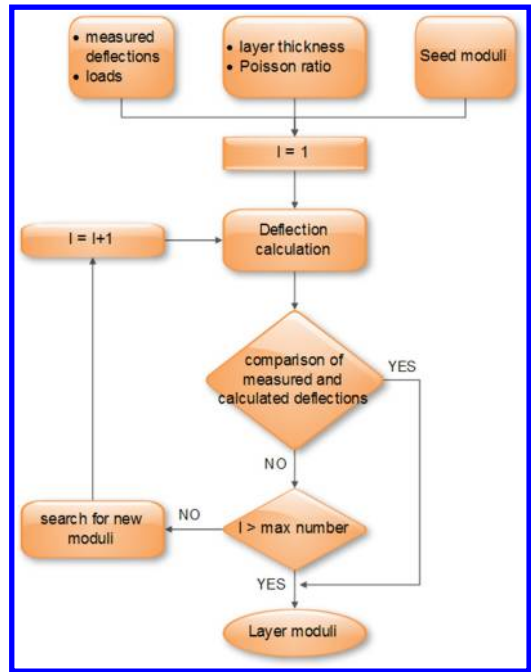 • measured
deflections
• loads
• layer thickness
• Poisson ratio
Seed moduli
I = 1
I = I+1
Deflection
calculation
comparison of
measured and
calculated deflections
YES
NO
I > max number
NO
search for new
moduli
YES
Layer moduli